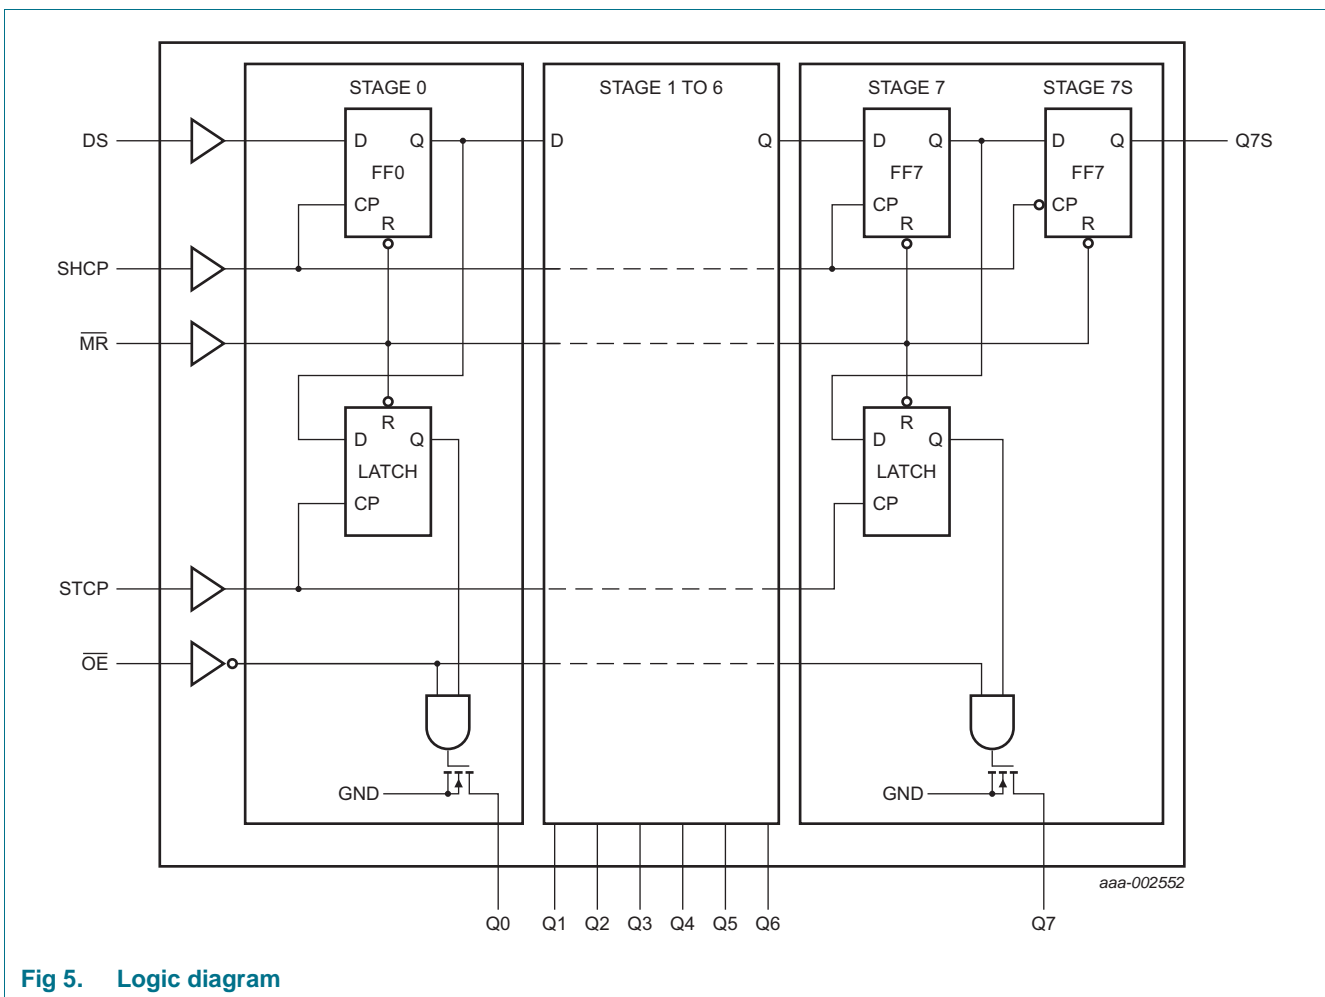 STAGE 0 STAGE 1 TO 6 STAGE 7 STAGE 7S
DS D Q D Q D Q D Q Q7S
FF0 FF7 FF7
CP CP CP
R R R
SHCP
MR
R R
D Q D Q
LATCH LATCH
CP CP
STCP
OE
GND GND
aaa-002552
Q0 Q1 Q2 Q3 Q4 Q5 Q6 Q7
Fig 5. Logic diagram